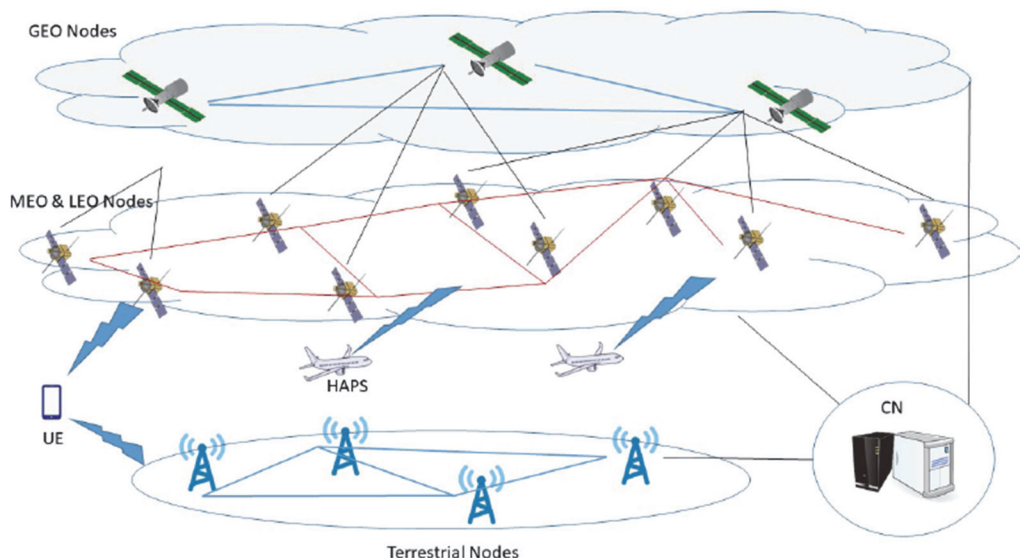 GEO Nodes
MEO & LEO Nodes
HAPS
UE
CN
Terrestrial Nodes